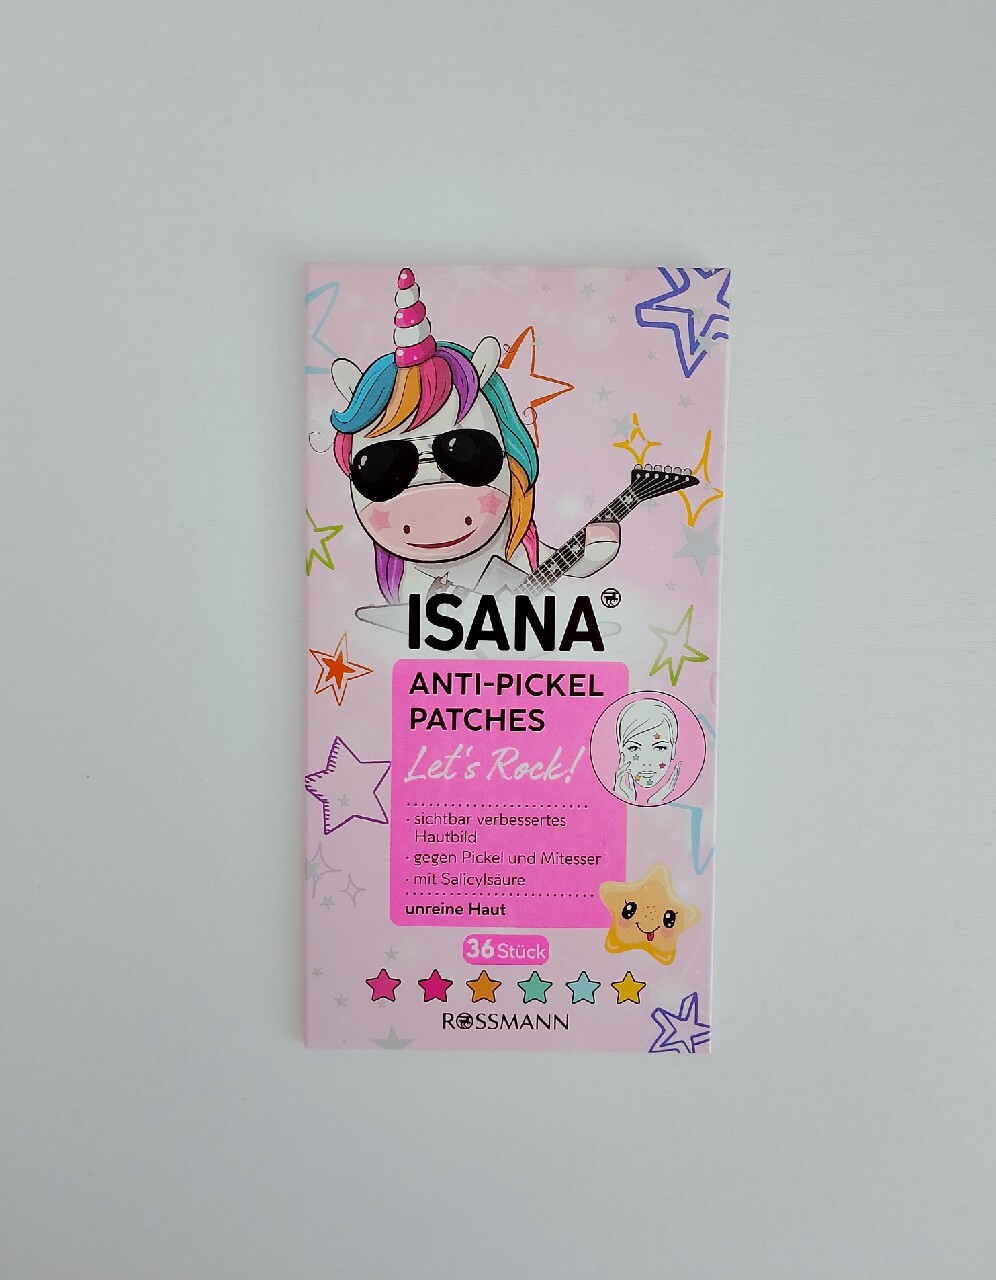 ISANA
ANTI-PICKEL
PATCHES
Let's Rock!
· sichtbar verbessertes
Hautbild
· gegen Pickel und Mitesser
· mit Salicylsäure
unreine Haut
36 Stück
ROSSMANN